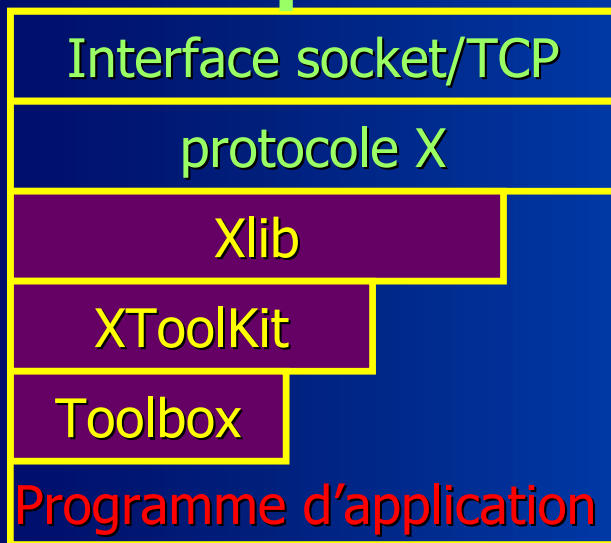 Interface socket/TCP
protocole X
Xlib
XToolKit
Toolbox
Programme d’application